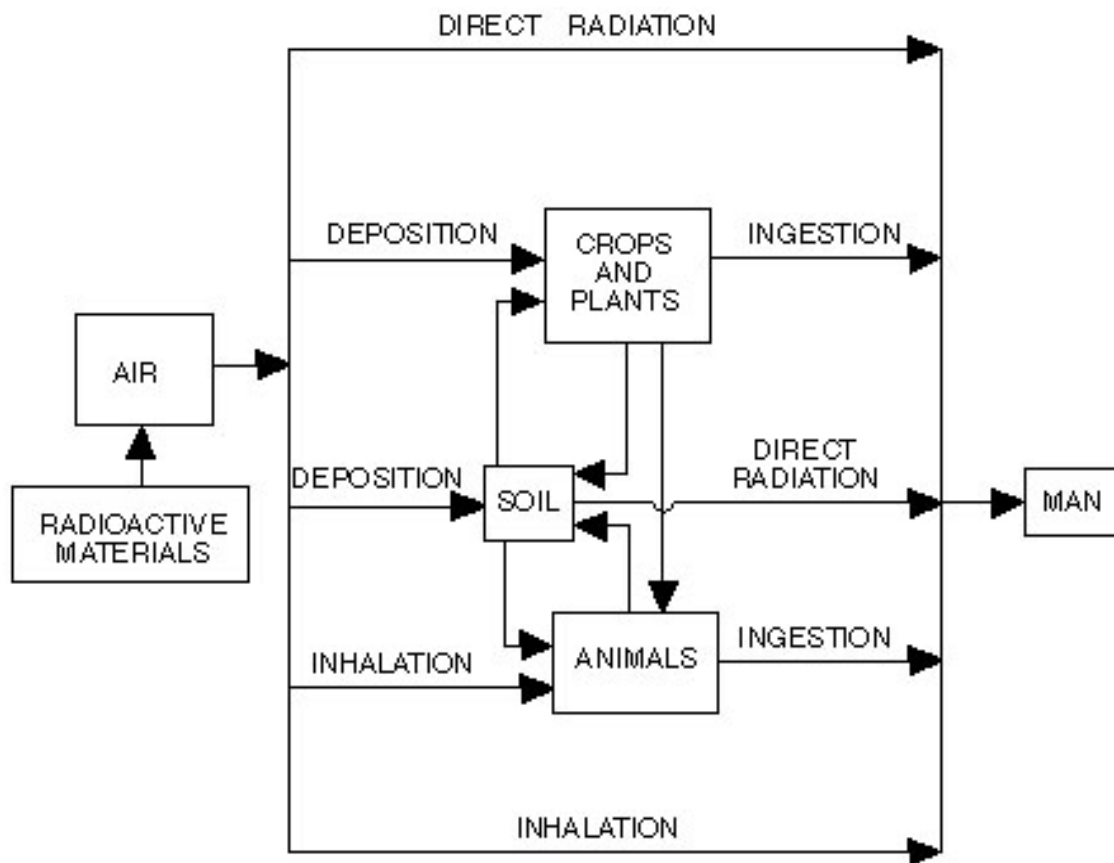 DIRECT RADIATION
DEPOSITION
CROPS
AND
PLANTS
INGESTION
AIR
DEPOSITION
SOIL
DIRECT
RADIATION
MAN
RADIOACTIVE
MATERIALS
INHALATION
ANIMALS
INGESTION
INHALATION